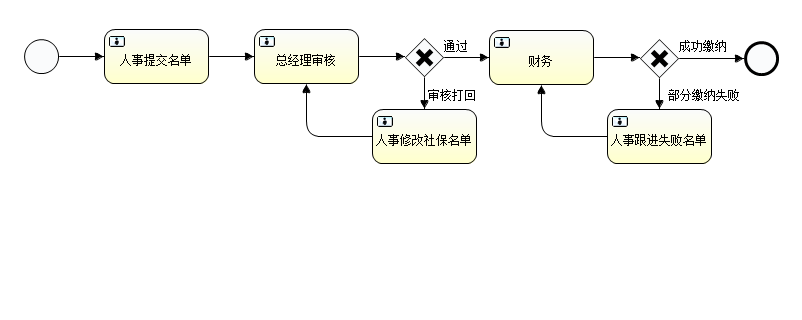 人事提交名单
总经理审核
通过
财务
成功缴纳
审核打回
部分缴纳失败
人事修改社保名单
人事跟进失败名单